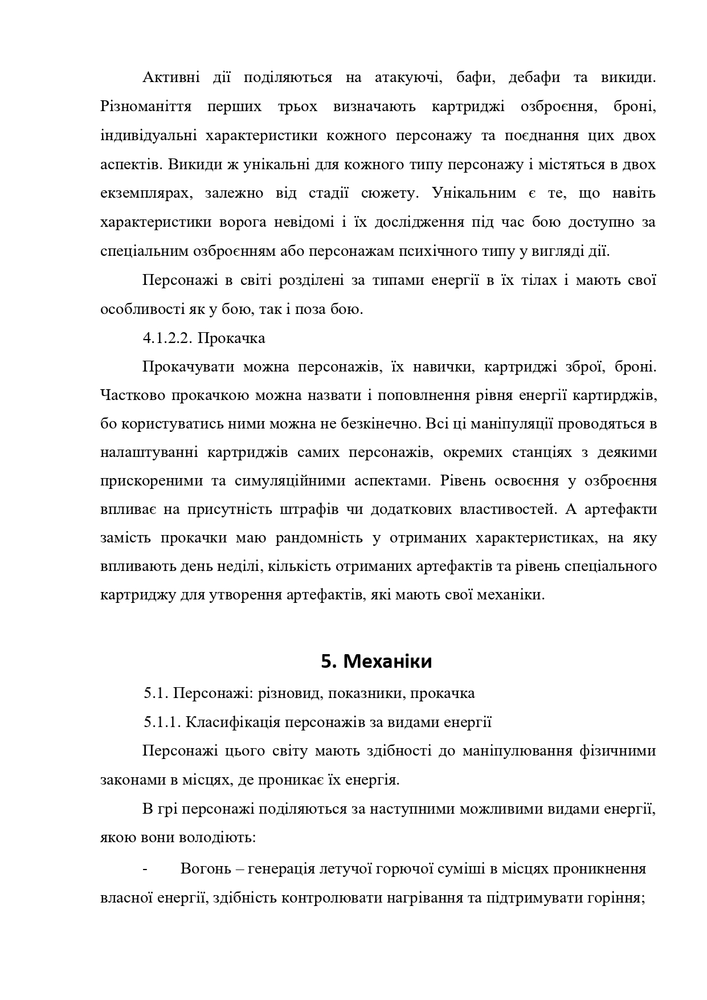 Активні дії поділяються на атакуючі, бафи, дебафи та викиди.
Різноманіття перших трьох визначають картриджі озброєння, броні,
індивідуальні характеристики кожного персонажу та поєднання цих двох
аспектів. Викиди ж унікальні для кожного типу персонажу і містяться в двох
екземплярах, залежно від стадії сюжету. Унікальним є те, що навіть
характеристики ворога невідомі і їх дослідження під час бою доступно за
спеціальним озброєнням або персонажам психічного типу у вигляді дії.
Персонажі в світі розділені за типами енергії в їх тілах і мають свої
особливості як у бою, так і поза бою.
4.1.2.2. Прокачка
Прокачувати можна персонажів, їх навички, картриджі зброї, броні.
Частково прокачкою можна назвати і поповлнення рівня енергії картирджів,
бо користуватись ними можна не безкінечно. Всі ці маніпуляції проводяться в
налаштуванні картриджів самих персонажів, окремих станціях з деякими
прискореними та симуляційними аспектами. Рівень освоєння у озброєння
впливає на присутність штрафів чи додаткових властивостей. А артефакти
замість прокачки маю рандомність у отриманих характеристиках, на яку
впливають день неділі, кількість отриманих артефактів та рівень спеціального
картриджу для утворення артефактів, які мають свої механіки.
5. Механіки
5.1. Персонажі: різновид, показники, прокачка
5.1.1. Класифікація персонажів за видами енергії
Персонажі цього світу мають здібності до маніпулювання фізичними
законами в місцях, де проникає їх енергія.
В грі персонажі поділяються за наступними можливими видами енергії,
якою вони володіють:
- Вогонь – генерація летучої горючої суміші в місцях проникнення
власної енергії, здібність контролювати нагрівання та підтримувати горіння;